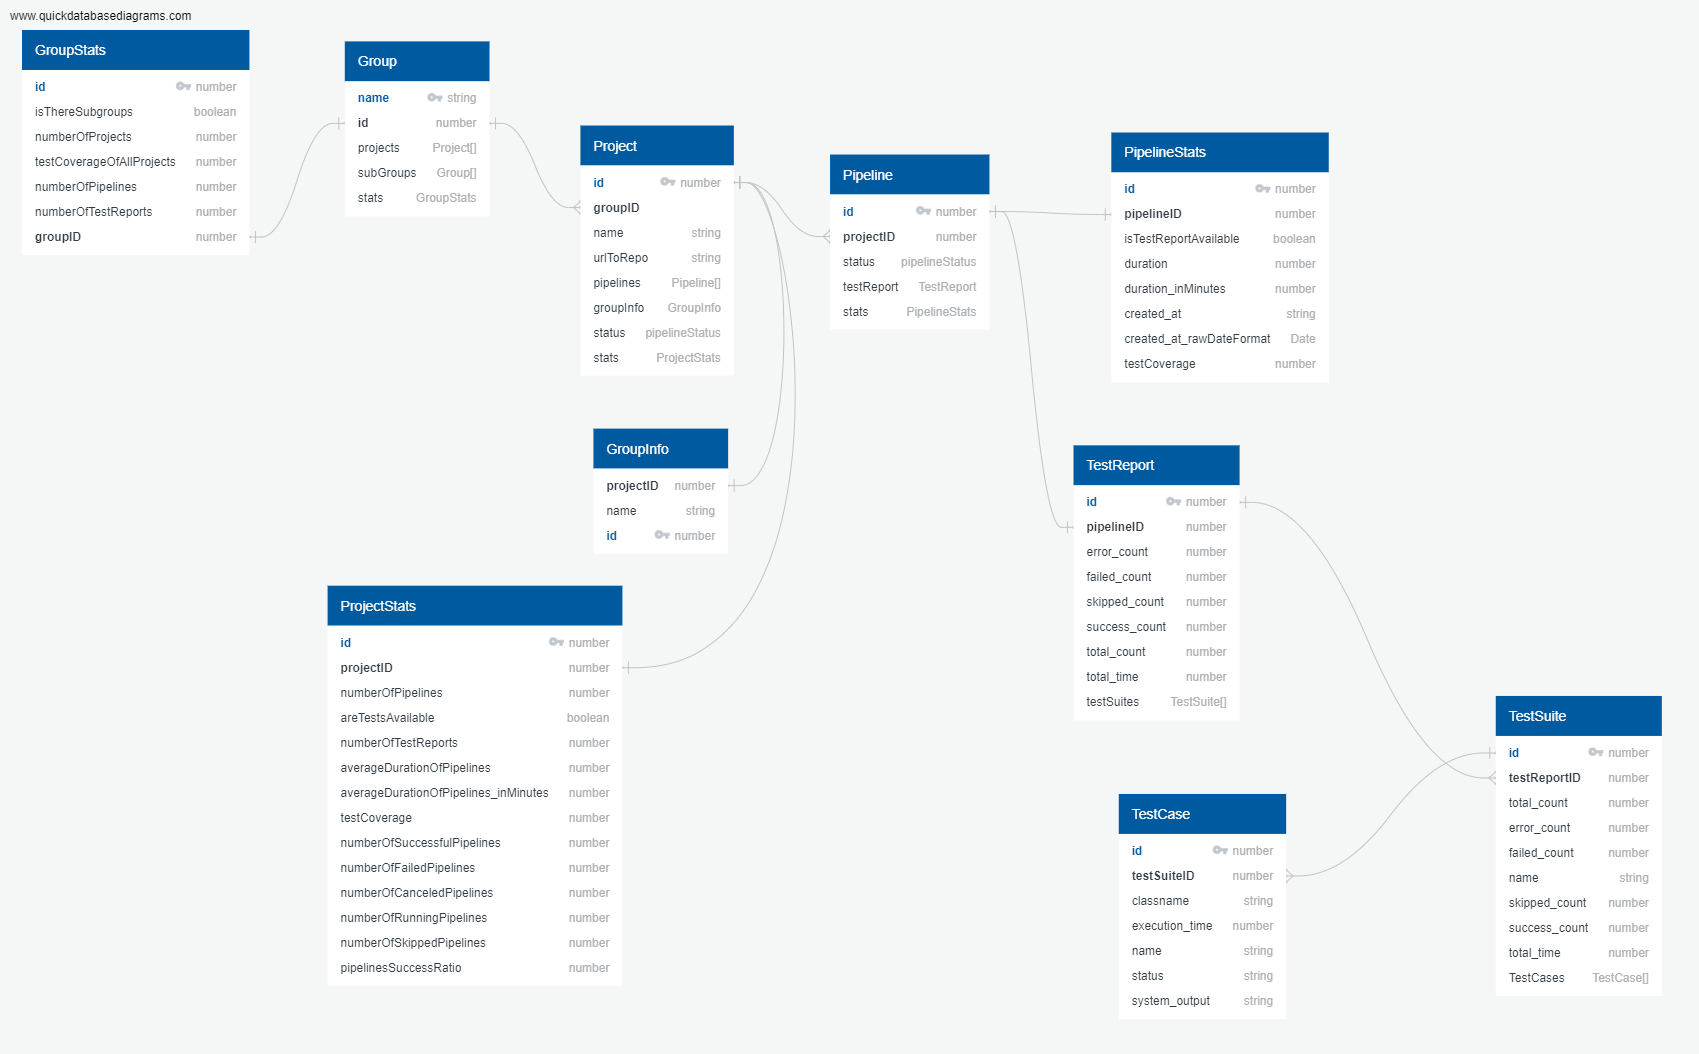 www.quickdatabasediagrams.com
GroupStats
id number
isThereSubgroups boolean
numberOfProjects number
testCoverageOfAllProjects number
numberOfPipelines number
numberOfTestReports number
groupID number
Group
name string
id number
projects Project[]
subGroups Group[]
stats GroupStats
Project
id number
groupID
name string
urlToRepo string
pipelines Pipeline[]
groupInfo GroupInfo
status pipelineStatus
stats ProjectStats
Pipeline
id number
projectID number
status pipelineStatus
testReport TestReport
stats PipelineStats
PipelineStats
id number
pipelineID number
isTestReportAvailable boolean
duration number
duration_inMinutes number
created_at string
created_at_rawDateFormat Date
testCoverage number
GroupInfo
projectID number
name string
id number
TestReport
id number
pipelineID number
error_count number
failed_count number
skipped_count number
success_count number
total_count number
total_time number
testSuites TestSuite[]
ProjectStats
id number
projectID number
numberOfPipelines number
areTestsAvailable boolean
numberOfTestReports number
averageDurationOfPipelines number
averageDurationOfPipelines_inMinutes number
testCoverage number
numberOfSuccessfulPipelines number
numberOfFailedPipelines number
numberOfCanceledPipelines number
numberOfRunningPipelines number
numberOfSkippedPipelines number
pipelinesSuccessRatio number
TestCase
id number
testSuiteID number
classname string
execution_time number
name string
status string
system_output string
TestSuite
id number
testReportID number
total_count number
error_count number
failed_count number
name string
skipped_count number
success_count number
total_time number
TestCases TestCase[]